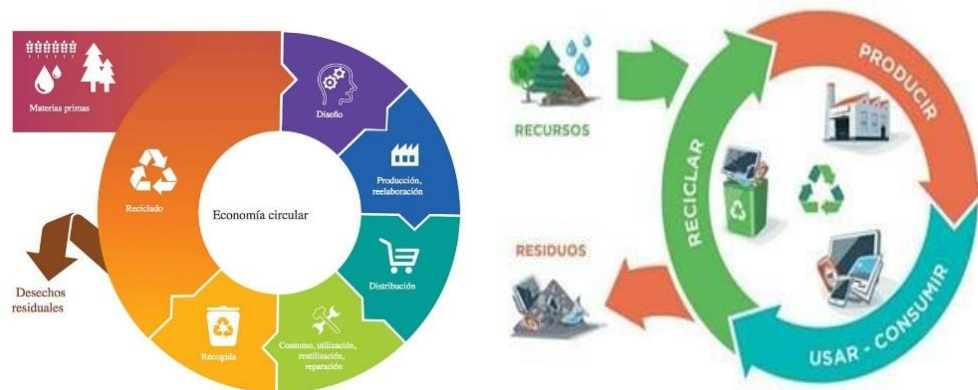 Materias primas
Diseño
Producción,
reelaboración
Distribución
Consumo, utilización,
reutilización,
reparación
Recogida
Reciclado
Economía circular
Desechos
residuales
RECURSOS
RESIDUOS
RECICLAR
PRODUCIR
USAR - CONSUMIR